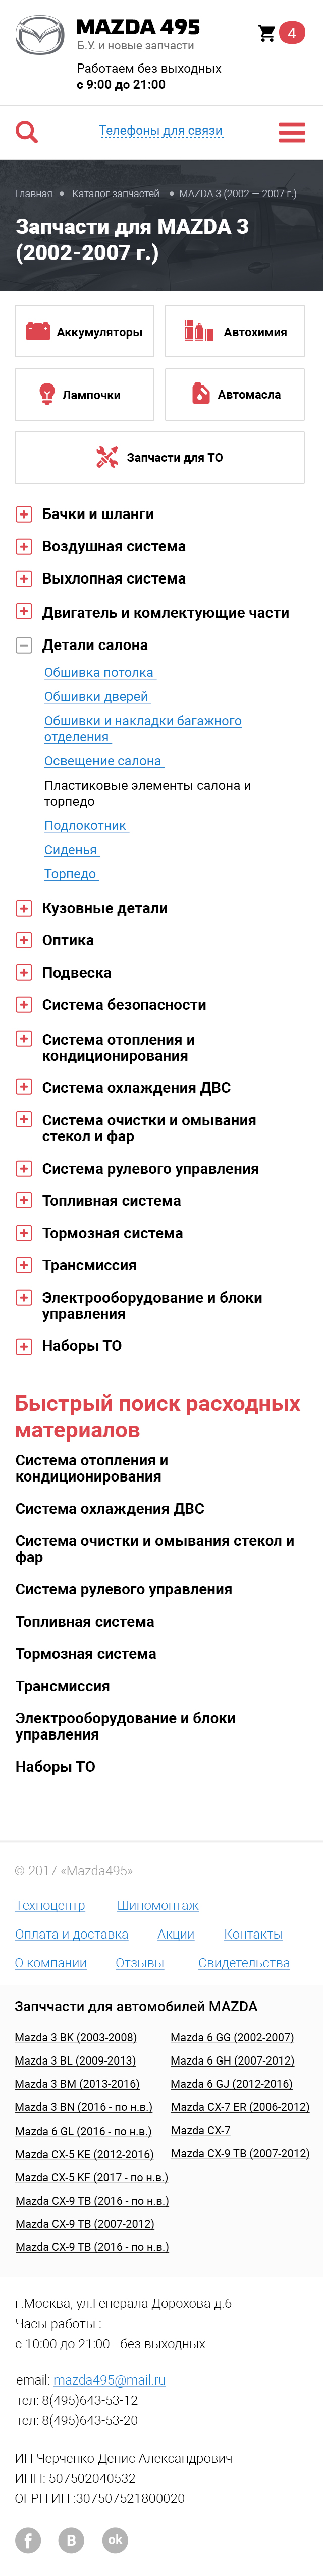 MAZDA 495
Б.У. и новые запчасти
Работаем без выходных
с 9:00 до 21:00
4
Телефоны для связи
Главная • Каталог запчастей • MAZDA 3 (2002 — 2007 г.)
Запчасти для MAZDA 3
(2002-2007 г.)
Аккумуляторы
Автохимия
Лампочки
Автомасла
Запчасти для ТО
Бачки и шланги
Воздушная система
Выхлопная система
Двигатель и комлектующие части
Детали салона
Обшивка потолка
Обшивки дверей
Обшивки и накладки багажного
отделения
Освещение салона
Пластиковые элементы салона и
торпедо
Подлокотник
Сиденья
Торпедо
Кузовные детали
Оптика
Подвеска
Система безопасности
Система отопления и
кондиционирования
Система охлаждения ДВС
Система очистки и омывания
стекол и фар
Система рулевого управления
Топливная система
Тормозная система
Трансмиссия
Электрооборудование и блоки
управления
Наборы ТО
Быстрый поиск расходных
материалов
Система отопления и
кондиционирования
Система охлаждения ДВС
Система очистки и омывания стекол и
фар
Система рулевого управления
Топливная система
Тормозная система
Трансмиссия
Электрооборудование и блоки
управления
Наборы ТО
© 2017 «Mazda495»
Техноцентр Шиномонтаж
Оплата и доставка Акции Контакты
О компании Отзывы Свидетельства
Запччасти для автомобилей MAZDA
Mazda 3 BK (2003-2008)
Mazda 3 BL (2009-2013)
Mazda 3 BM (2013-2016)
Mazda 3 BN (2016 - по н.в.)
Mazda 6 GL (2016 - по н.в.)
Mazda CX-5 KE (2012-2016)
Mazda CX-5 KF (2017 - по н.в.)
Mazda CX-9 TB (2016 - по н.в.)
Mazda CX-9 TB (2007-2012)
Mazda CX-9 TB (2016 - по н.в.)
Mazda 6 GG (2002-2007)
Mazda 6 GH (2007-2012)
Mazda 6 GJ (2012-2016)
Mazda CX-7 ER (2006-2012)
Mazda CX-7
Mazda CX-9 TB (2007-2012)
г.Москва, ул.Генерала Дорохова д.6
Часы работы :
с 10:00 до 21:00 - без выходных
email: mazda495@mail.ru
тел: 8(495)643-53-12
тел: 8(495)643-53-20
ИП Черченко Денис Александрович
ИНН: 507502040532
ОГРН ИП :307507521800020
f B ok